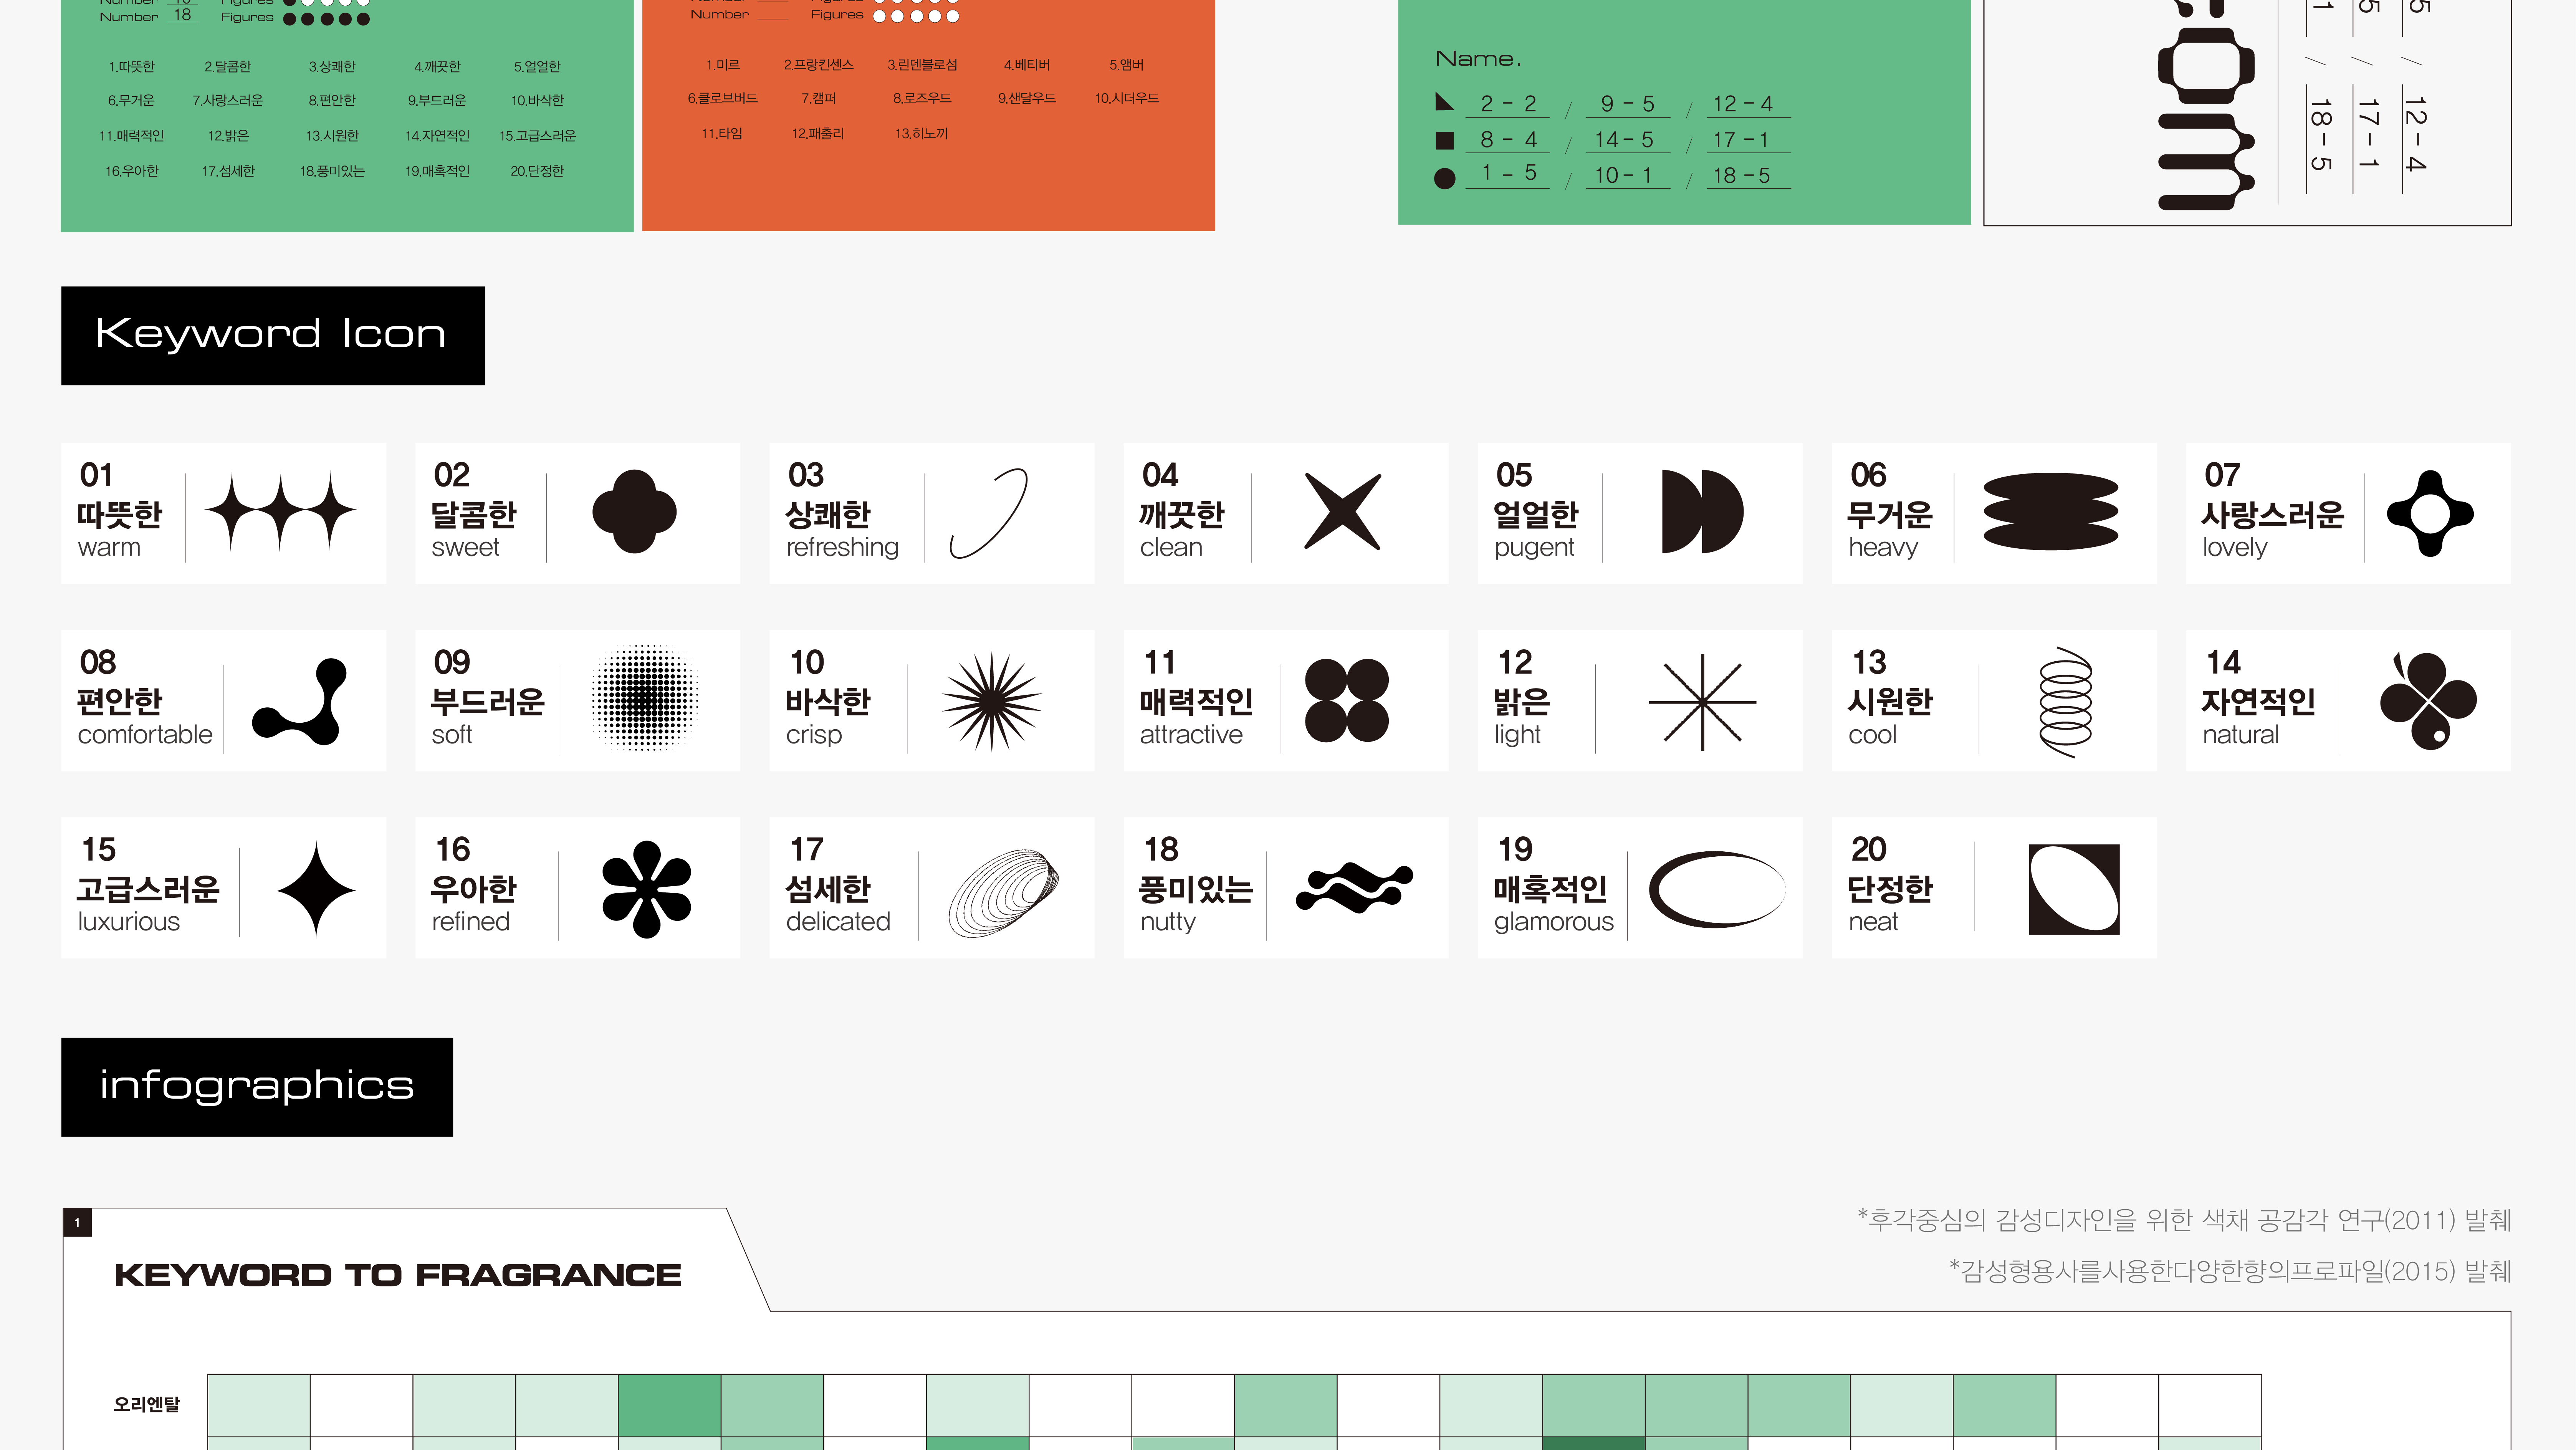 Number 18 Figures
1.따뜻한 2.달콤한 3.상쾌한 4.깨끗한 5.얼얼한
6.무거운 7.사랑스러운 8.편안한 9.부드러운 10.바삭한
11.매력적인 12.밝은 13.시원한 14.자연적인 15.고급스러운
16.우아한 17.섬세한 18.풍미있는 19.매혹적인 20.단정한
Number Figures
1.미르 2.프랑킨센스 3.린덴블로섬 4.베티버 5.앰버
6.클로브버드 7.캠퍼 8.로즈우드 9.샌달우드 10.시더우드
11.타임 12.패출리 13.히노끼
Name.
2 - 2 / 9 - 5 / 12 - 4
8 - 4 / 14 - 5 / 17 - 1
1 - 5 / 10 - 1 / 18 - 5
5 / 12 - 4
5 / 17 - 1
1 / 18 - 5
Keyword Icon
01
따뜻한
warm
02
달콤한
sweet
03
상쾌한
refreshing
04
깨끗한
clean
05
얼얼한
pugent
06
무거운
heavy
07
사랑스러운
lovely
08
편안한
comfortable
09
부드러운
soft
10
바삭한
crisp
11
매력적인
attractive
12
밝은
light
13
시원한
cool
14
자연적인
natural
15
고급스러운
luxurious
16
우아한
refined
17
섬세한
delicated
18
풍미있는
nutty
19
매혹적인
glamorous
20
단정한
neat
infographics
1
KEYWORD TO FRAGRANCE
*후각중심의 감성디자인을 위한 색채 공감각 연구(2011) 발췌
*감성형용사를사용한다양한향의프로파일(2015) 발췌
오리엔탈